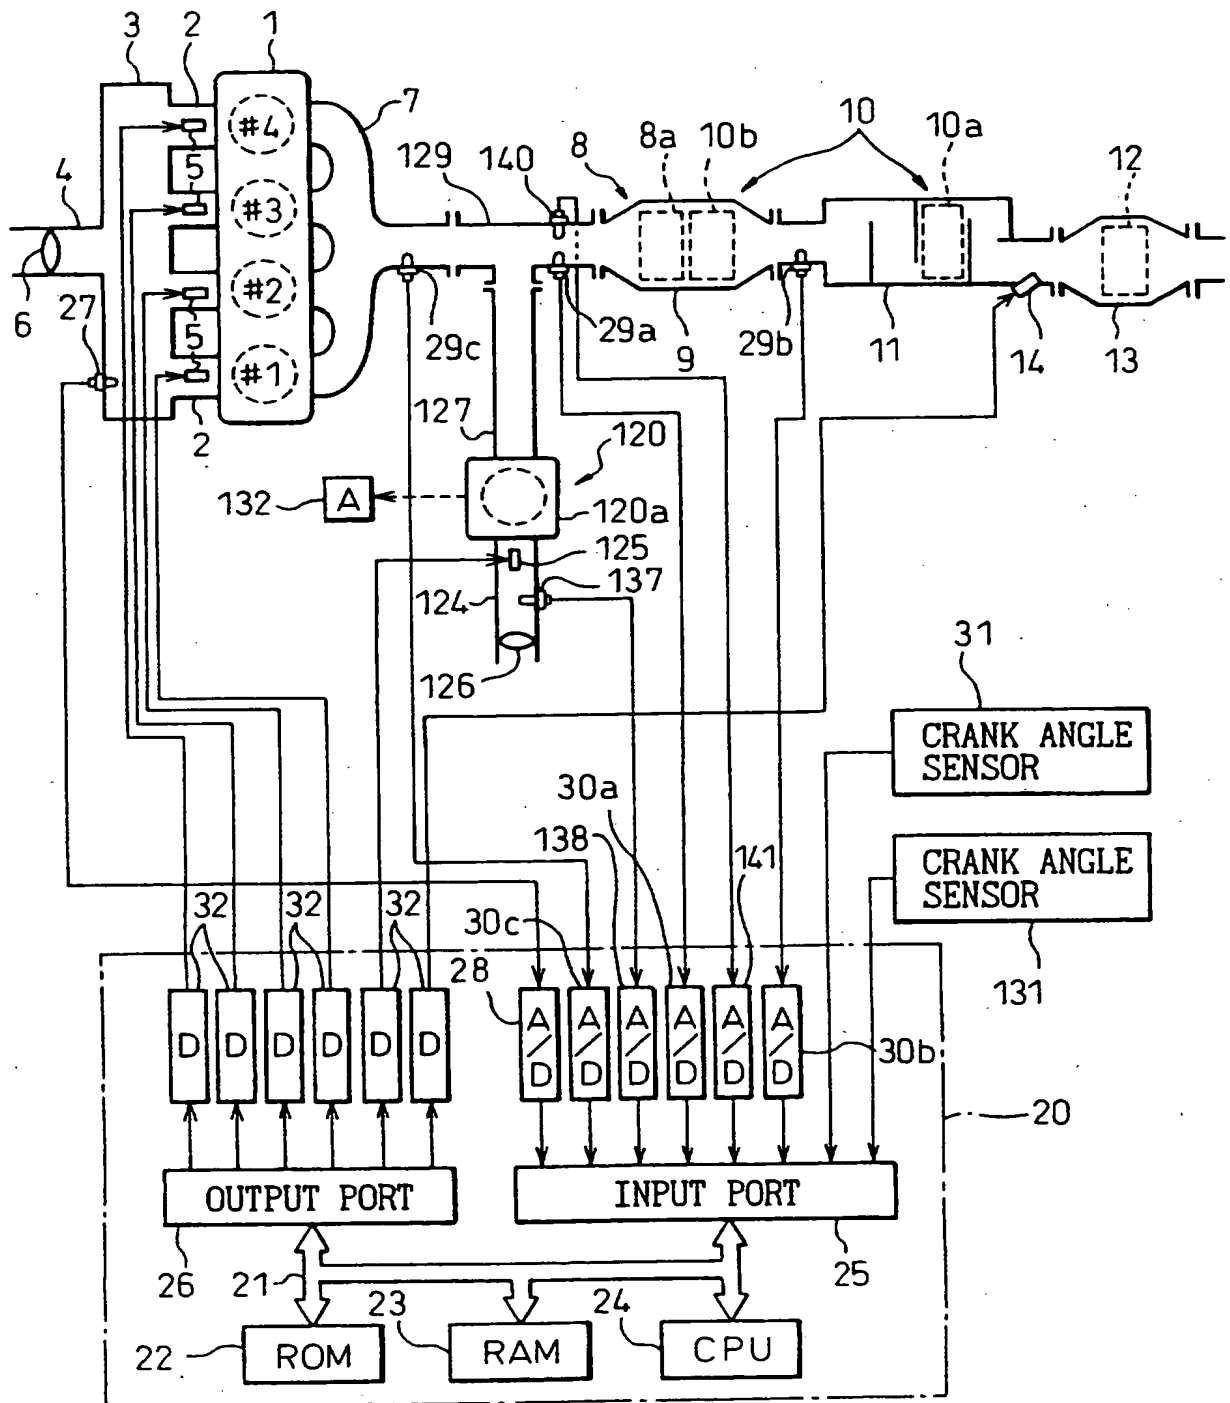 3 2 1
7
10
8a 10b
10a
4
5
#4
129
140
8
12
#3
5
#2
5
6
27
29c
29a
9
29b
11
14
13
#1
2
127
120
132
A
120a
125
137
124
126
31
CRANK ANGLE
SENSOR
30a
138
141
CRANK ANGLE
SENSOR
32 32 32
30c
28
131
D D D D D D
A/D A/D A/D A/D A/D A/D
30b
20
OUTPUT PORT
INPUT PORT
26
21
25
23
24
22
ROM
RAM
CPU